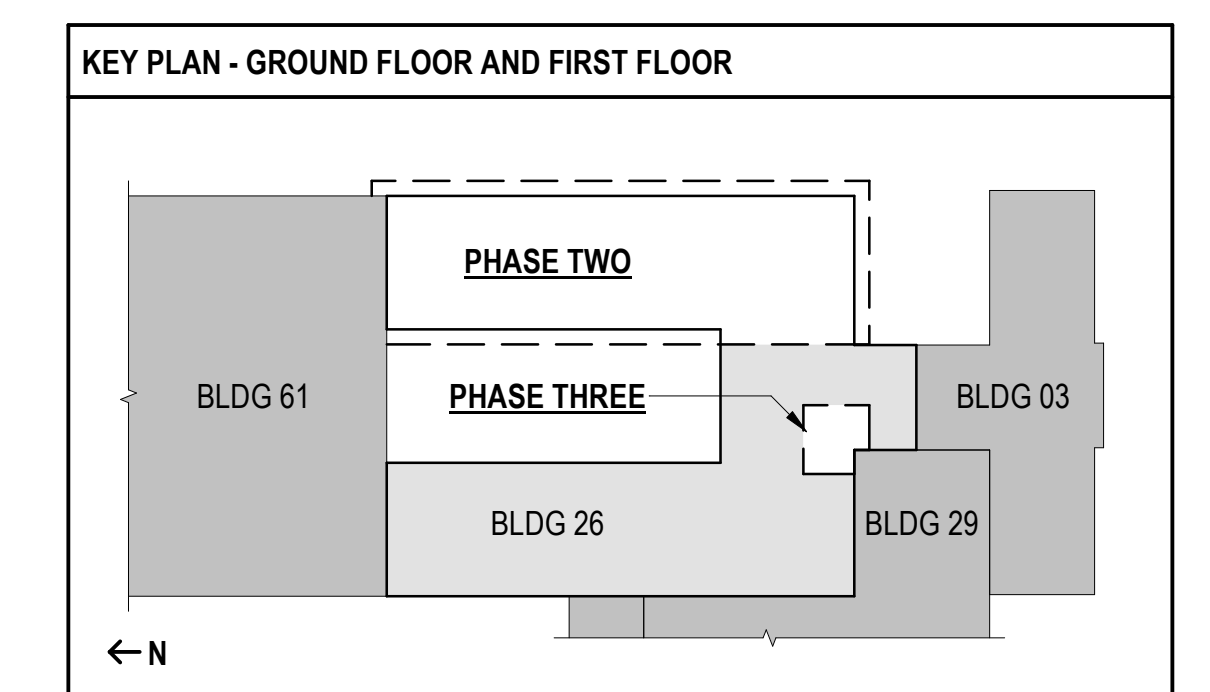 KEY PLAN - GROUND FLOOR AND FIRST FLOOR
PHASE TWO
BLDG 61
PHASE THREE
BLDG 03
BLDG 26
BLDG 29
N